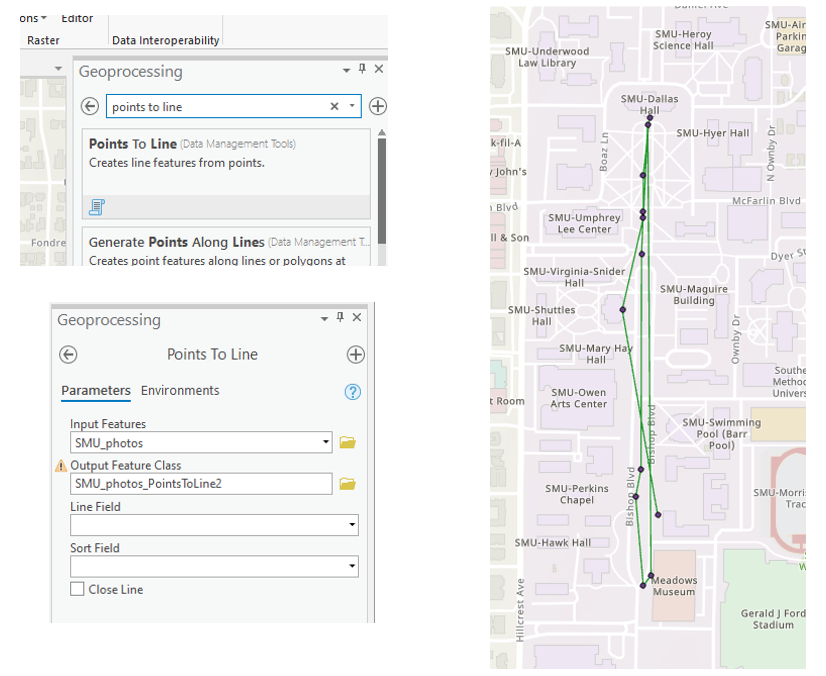 ons
Editor
Raster
Data Interoperability
Geoprocessing
points to line
Points To Line (Data Management Tools)
Creates line features from points.
Generate Points Along Lines (Data Management T...
Creates point features along lines or polygons at
Fondre
Geoprocessing
Points To Line
Parameters Environments
Input Features
SMU_photos
Output Feature Class
SMU_photos_PointsToLine2
Line Field
Sort Field
Close Line
SMU-Heroy
Science Hall
SMU-Air
Parkin
Garag
SMU-Underwood
Law Library
SMU-Dallas
Hall
SMU-Hyer Hall
k-fil-A
Boaz Ln
N Ownby Dr
y John's
n Blvd
McFarlin Blvd
SMU-Umphrey
Lee Center
ll & Son
Dyer St
SMU-Virginia-Snider
Hall
SMU-Maguire
Building
SMU-Shuttles
Hall
Ownby Dr
SMU-Mary Hay
Hall
Southe
Methoc
Univers
SMU-Owen
Arts Center
t Room
Bishop Blvd
SMU-Swimming
Pool (Barr
Pool)
SMU-Perkins
Chapel
Bishop Blvd
SMU-Morris
Trac
SMU-Hawk Hall
Meadows
Museum
Hillcrest Ave
Gerald J Ford
Stadium